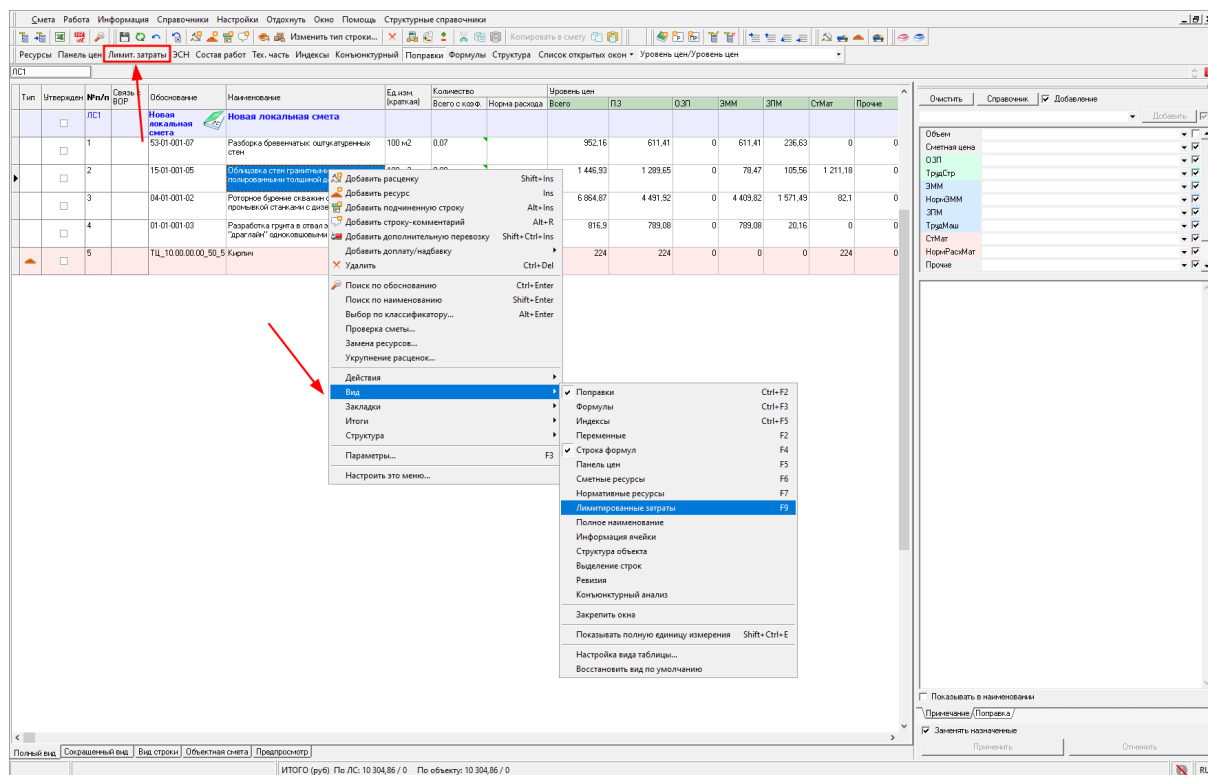 Смета Работа Информация Справочники Настройки Отдохнуть Окно Помощь Структурные справочники
Изменить тип строки... Копировать в смету
Ресурсы Панель цен Лимит. затраты ЭСН Состав работ Тех. часть Индексы Конъюнктурный Поправки Формулы Структура Список открытых окон Уровень цен/Уровень цен
ЛС1
Тип Утвержден №п/п Связь с ВОР Обоснование Наименование Ед.изм. (краткая) Количество Уровень цен
Всего с коэф. Норма расхода Всего ПЗ ОЗП ЭММ ЗПМ СтМат Прочие
ЛС1 Новая локальная смета Новая локальная смета
1 53-01-001-07 Разборка бревенчатых оштукатуренных стен 100 м2 0,07 952,16 611,41 0 611,41 236,63 0 0
2 15-01-001-05 Облицовка стен гранитными полированными толщиной 1 446,93 1 289,65 0 78,47 105,56 1 211,18 0
3 04-01-001-02 Роторное бурение скважин с промывкой станками с дизе 6 864,87 4 491,92 0 4 409,82 1 571,49 82,1 0
4 01-01-001-03 Разработка грунта в отвал э "драглайн" одноковшовыми 816,9 789,08 0 789,08 20,16 0 0
5 ТЦ_10.00.00.00_50_5 Кирпич 224 224 0 0 0 224 0
Добавить расценку Shift+Ins
Добавить ресурс Ins
Добавить подчиненную строку Alt+Ins
Добавить строку-комментарий Alt+R
Добавить дополнительную перевозку Shift+Ctrl+Ins
Добавить доплату/надбавку
Удалить Ctrl+Del
Поиск по обоснованию Ctrl+Enter
Поиск по наименованию Shift+Enter
Выбор по классификатору... Alt+Enter
Проверка сметы...
Замена ресурсов...
Укрупнение расценок...
Действия
Вид
Закладки
Итоги
Структура
Параметры... F3
Настроить это меню...
Поправки Ctrl+F2
Формулы Ctrl+F3
Индексы Ctrl+F5
Переменные F2
Строка формул F4
Панель цен F5
Сметные ресурсы F6
Нормативные ресурсы F7
Лимитированные затраты F9
Полное наименование
Информация ячейки
Структура объекта
Выделение строк
Ревизия
Конъюнктурный анализ
Закрепить окна
Показывать полную единицу измерения Shift+Ctrl+E
Настройка вида таблицы...
Восстановить вид по умолчанию
Очистить Справочник Добавление
Добавить
Объем
Сметная цена
ОЗП
ТрудСтр
ЭММ
НормЭММ
ЗПМ
ТрудМаш
СтМат
НормРасхМат
Прочие
Показывать в наименовании
Примечание Поправка
Заменять назначенные
Применить Отменить
Полный вид Сокращенный вид Вид строки Объектная смета Предпросмотр
ИТОГО (руб) По ЛС: 10 304,86 / 0 По объекту: 10 304,86 / 0
RU